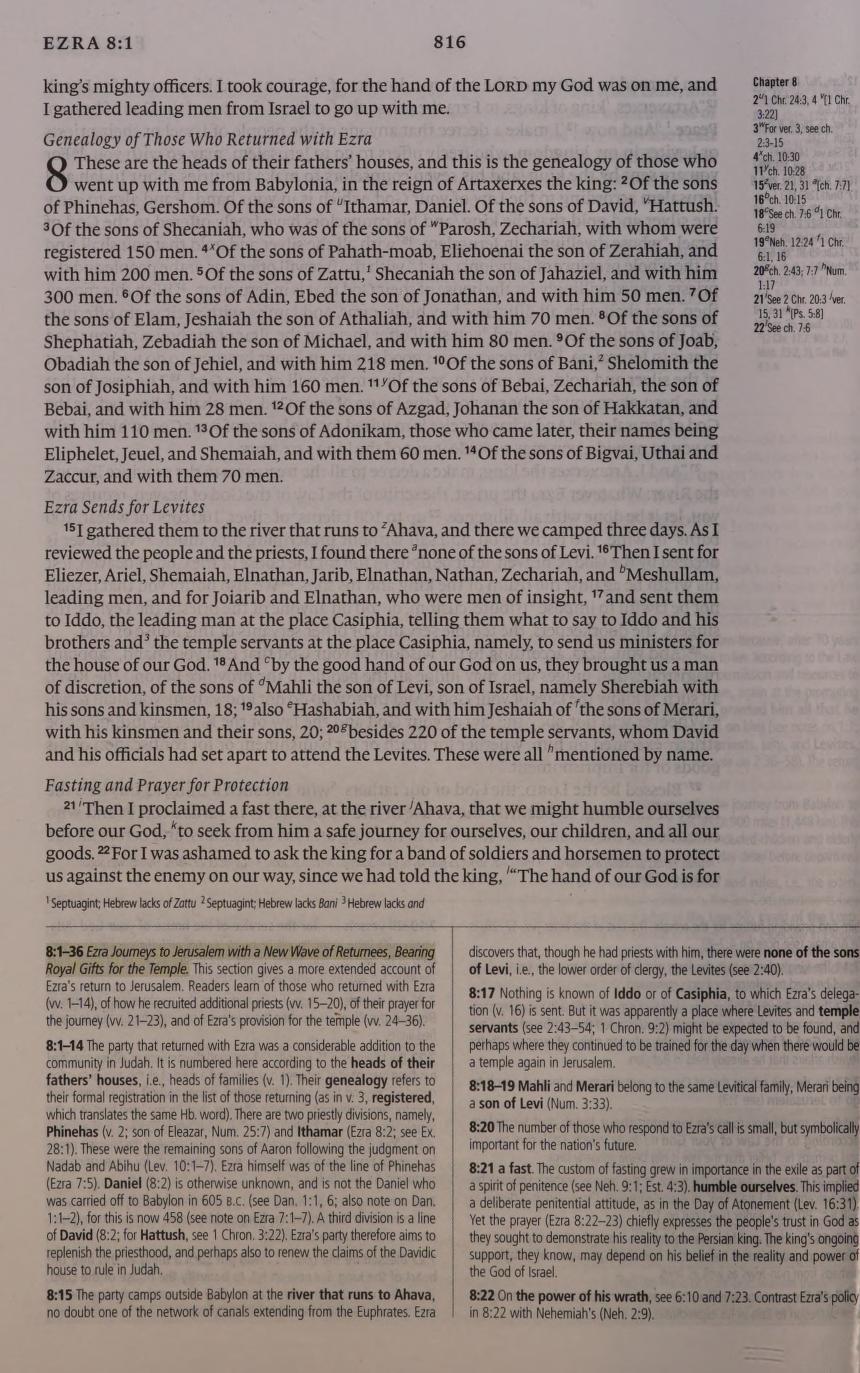 EZRA 8:1
816
king's mighty officers. I took courage, for the hand of the LORD my God was on me, and
I gathered leading men from Israel to go up with me.
Genealogy of Those Who Returned with Ezra
8 These are the heads of their fathers' houses, and this is the genealogy of those who
went up with me from Babylonia, in the reign of Artaxerxes the king: ²Of the sons
of Phinehas, Gershom. Of the sons of ᵘIthamar, Daniel. Of the sons of David, ᵛHattush.
³Of the sons of Shecaniah, who was of the sons of ʷParosh, Zechariah, with whom were
registered 150 men. ⁴ˣOf the sons of Pahath-moab, Eliehoenai the son of Zerahiah, and
with him 200 men. ⁵Of the sons of Zattu,¹ Shecaniah the son of Jahaziel, and with him
300 men. ⁶Of the sons of Adin, Ebed the son of Jonathan, and with him 50 men. ⁷Of
the sons of Elam, Jeshaiah the son of Athaliah, and with him 70 men. ⁸Of the sons of
Shephatiah, Zebadiah the son of Michael, and with him 80 men. ⁹Of the sons of Joab,
Obadiah the son of Jehiel, and with him 218 men. ¹⁰Of the sons of Bani,² Shelomith the
son of Josiphiah, and with him 160 men. ¹¹ʸOf the sons of Bebai, Zechariah, the son of
Bebai, and with him 28 men. ¹²Of the sons of Azgad, Johanan the son of Hakkatan, and
with him 110 men. ¹³Of the sons of Adonikam, those who came later, their names being
Eliphelet, Jeuel, and Shemaiah, and with them 60 men. ¹⁴Of the sons of Bigvai, Uthai and
Zaccur, and with them 70 men.
Ezra Sends for Levites
¹⁵I gathered them to the river that runs to ᶻAhava, and there we camped three days. As I
reviewed the people and the priests, I found there ᵃnone of the sons of Levi. ¹⁶Then I sent for
Eliezer, Ariel, Shemaiah, Elnathan, Jarib, Elnathan, Nathan, Zechariah, and ᵇMeshullam,
leading men, and for Joiarib and Elnathan, who were men of insight, ¹⁷and sent them
to Iddo, the leading man at the place Casiphia, telling them what to say to Iddo and his
brothers and³ the temple servants at the place Casiphia, namely, to send us ministers for
the house of our God. ¹⁸And ᶜby the good hand of our God on us, they brought us a man
of discretion, of the sons of ᵈMahli the son of Levi, son of Israel, namely Sherebiah with
his sons and kinsmen, 18; ¹⁹also ᵉHashabiah, and with him Jeshaiah of ᶠthe sons of Merari,
with his kinsmen and their sons, 20; ²⁰ᵍbesides 220 of the temple servants, whom David
and his officials had set apart to attend the Levites. These were all ʰmentioned by name.
Fasting and Prayer for Protection
²¹ⁱThen I proclaimed a fast there, at the river ʲAhava, that we might humble ourselves
before our God, ᵏto seek from him a safe journey for ourselves, our children, and all our
goods. ²²For I was ashamed to ask the king for a band of soldiers and horsemen to protect
us against the enemy on our way, since we had told the king, ˡ“The hand of our God is for
¹ Septuagint; Hebrew lacks of Zattu ² Septuagint; Hebrew lacks Bani ³ Hebrew lacks and
Chapter 8
2ᵘ1 Chr. 24:3, 4 ᵛ[1 Chr.
3:22]
3ʷFor ver. 3, see ch.
2:3-15
4ˣch. 10:30
11ʸch. 10:28
15ᶻver. 21, 31 ᵃ[ch. 7:7]
16ᵇch. 10:15
18ᶜSee ch. 7:6 ᵈ1 Chr.
6:19
19ᵉNeh. 12:24 ᶠ1 Chr.
6:1, 16
20ᵍch. 2:43; 7:7 ʰNum.
1:17
21ⁱSee 2 Chr. 20:3 ʲver.
15, 31 ᵏ[Ps. 5:8]
22ˡSee ch. 7:6
8:1–36 Ezra Journeys to Jerusalem with a New Wave of Returnees, Bearing
Royal Gifts for the Temple. This section gives a more extended account of
Ezra's return to Jerusalem. Readers learn of those who returned with Ezra
(vv. 1–14), of how he recruited additional priests (vv. 15–20), of their prayer for
the journey (vv. 21–23), and of Ezra's provision for the temple (vv. 24–36).
8:1–14 The party that returned with Ezra was a considerable addition to the
community in Judah. It is numbered here according to the heads of their
fathers' houses, i.e., heads of families (v. 1). Their genealogy refers to
their formal registration in the list of those returning (as in v. 3, registered,
which translates the same Hb. word). There are two priestly divisions, namely,
Phinehas (v. 2; son of Eleazar, Num. 25:7) and Ithamar (Ezra 8:2; see Ex.
28:1). These were the remaining sons of Aaron following the judgment on
Nadab and Abihu (Lev. 10:1–7). Ezra himself was of the line of Phinehas
(Ezra 7:5). Daniel (8:2) is otherwise unknown, and is not the Daniel who
was carried off to Babylon in 605 B.C. (see Dan. 1:1, 6; also note on Dan.
1:1–2), for this is now 458 (see note on Ezra 7:1–7). A third division is a line
of David (8:2; for Hattush, see 1 Chron. 3:22). Ezra's party therefore aims to
replenish the priesthood, and perhaps also to renew the claims of the Davidic
house to rule in Judah.
8:15 The party camps outside Babylon at the river that runs to Ahava,
no doubt one of the network of canals extending from the Euphrates. Ezra
discovers that, though he had priests with him, there were none of the sons
of Levi, i.e., the lower order of clergy, the Levites (see 2:40).
8:17 Nothing is known of Iddo or of Casiphia, to which Ezra's delega-
tion (v. 16) is sent. But it was apparently a place where Levites and temple
servants (see 2:43–54; 1 Chron. 9:2) might be expected to be found, and
perhaps where they continued to be trained for the day when there would be
a temple again in Jerusalem.
8:18–19 Mahli and Merari belong to the same Levitical family, Merari being
a son of Levi (Num. 3:33).
8:20 The number of those who respond to Ezra's call is small, but symbolically
important for the nation's future.
8:21 a fast. The custom of fasting grew in importance in the exile as part of
a spirit of penitence (see Neh. 9:1; Est. 4:3). humble ourselves. This implied
a deliberate penitential attitude, as in the Day of Atonement (Lev. 16:31).
Yet the prayer (Ezra 8:22–23) chiefly expresses the people's trust in God as
they sought to demonstrate his reality to the Persian king. The king's ongoing
support, they know, may depend on his belief in the reality and power of
the God of Israel.
8:22 On the power of his wrath, see 6:10 and 7:23. Contrast Ezra's policy
in 8:22 with Nehemiah's (Neh. 2:9).